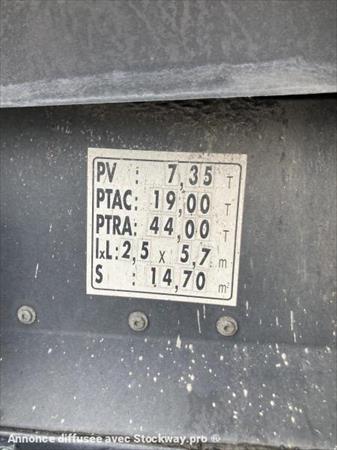 PV : 7,35 T
PTAC: 19,00 T
PTRA: 44,00 T
lxL: 2,5 x 5,7 m
S : 14,70 m²
Annonce diffusée avec Stockway.pro ®